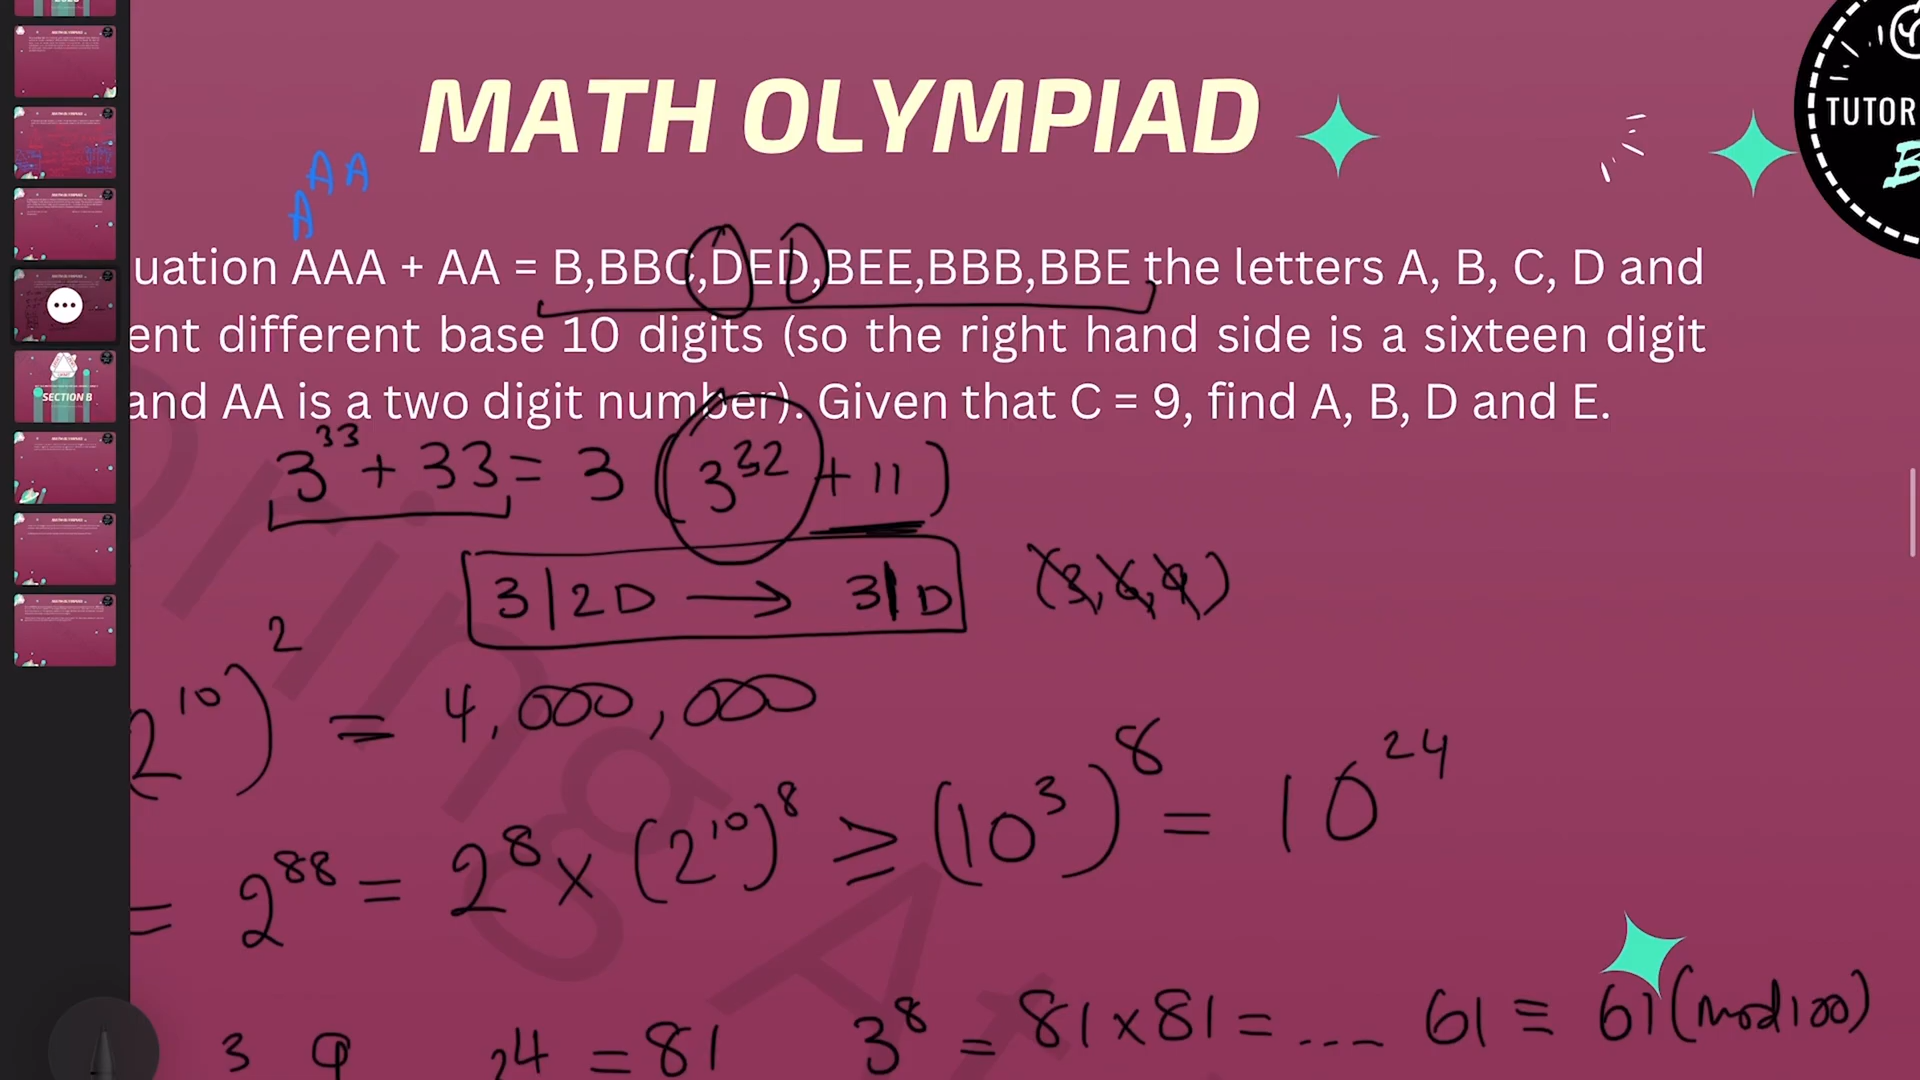 MATH OLYMPIAD
TUTOR
B
A A
A
uation AAA + AA = B,BBC,DED,BEE,BBB,BBE the letters A, B, C, D and
ent different base 10 digits (so the right hand side is a sixteen digit
and AA is a two digit number). Given that C = 9, find A, B, D and E.
3^33 + 33 = 3 (3^32 + 11)
3|2D → 3|D (3, 6, 9)
2^10)^2 = 4,000,000
= 2^88 = 2^8 × (2^10)^8 ≥ (10^3)^8 = 10^24
= 81 3^8 = 81×81 = ... 61 ≡ 61 (mod 100)
SECTION B